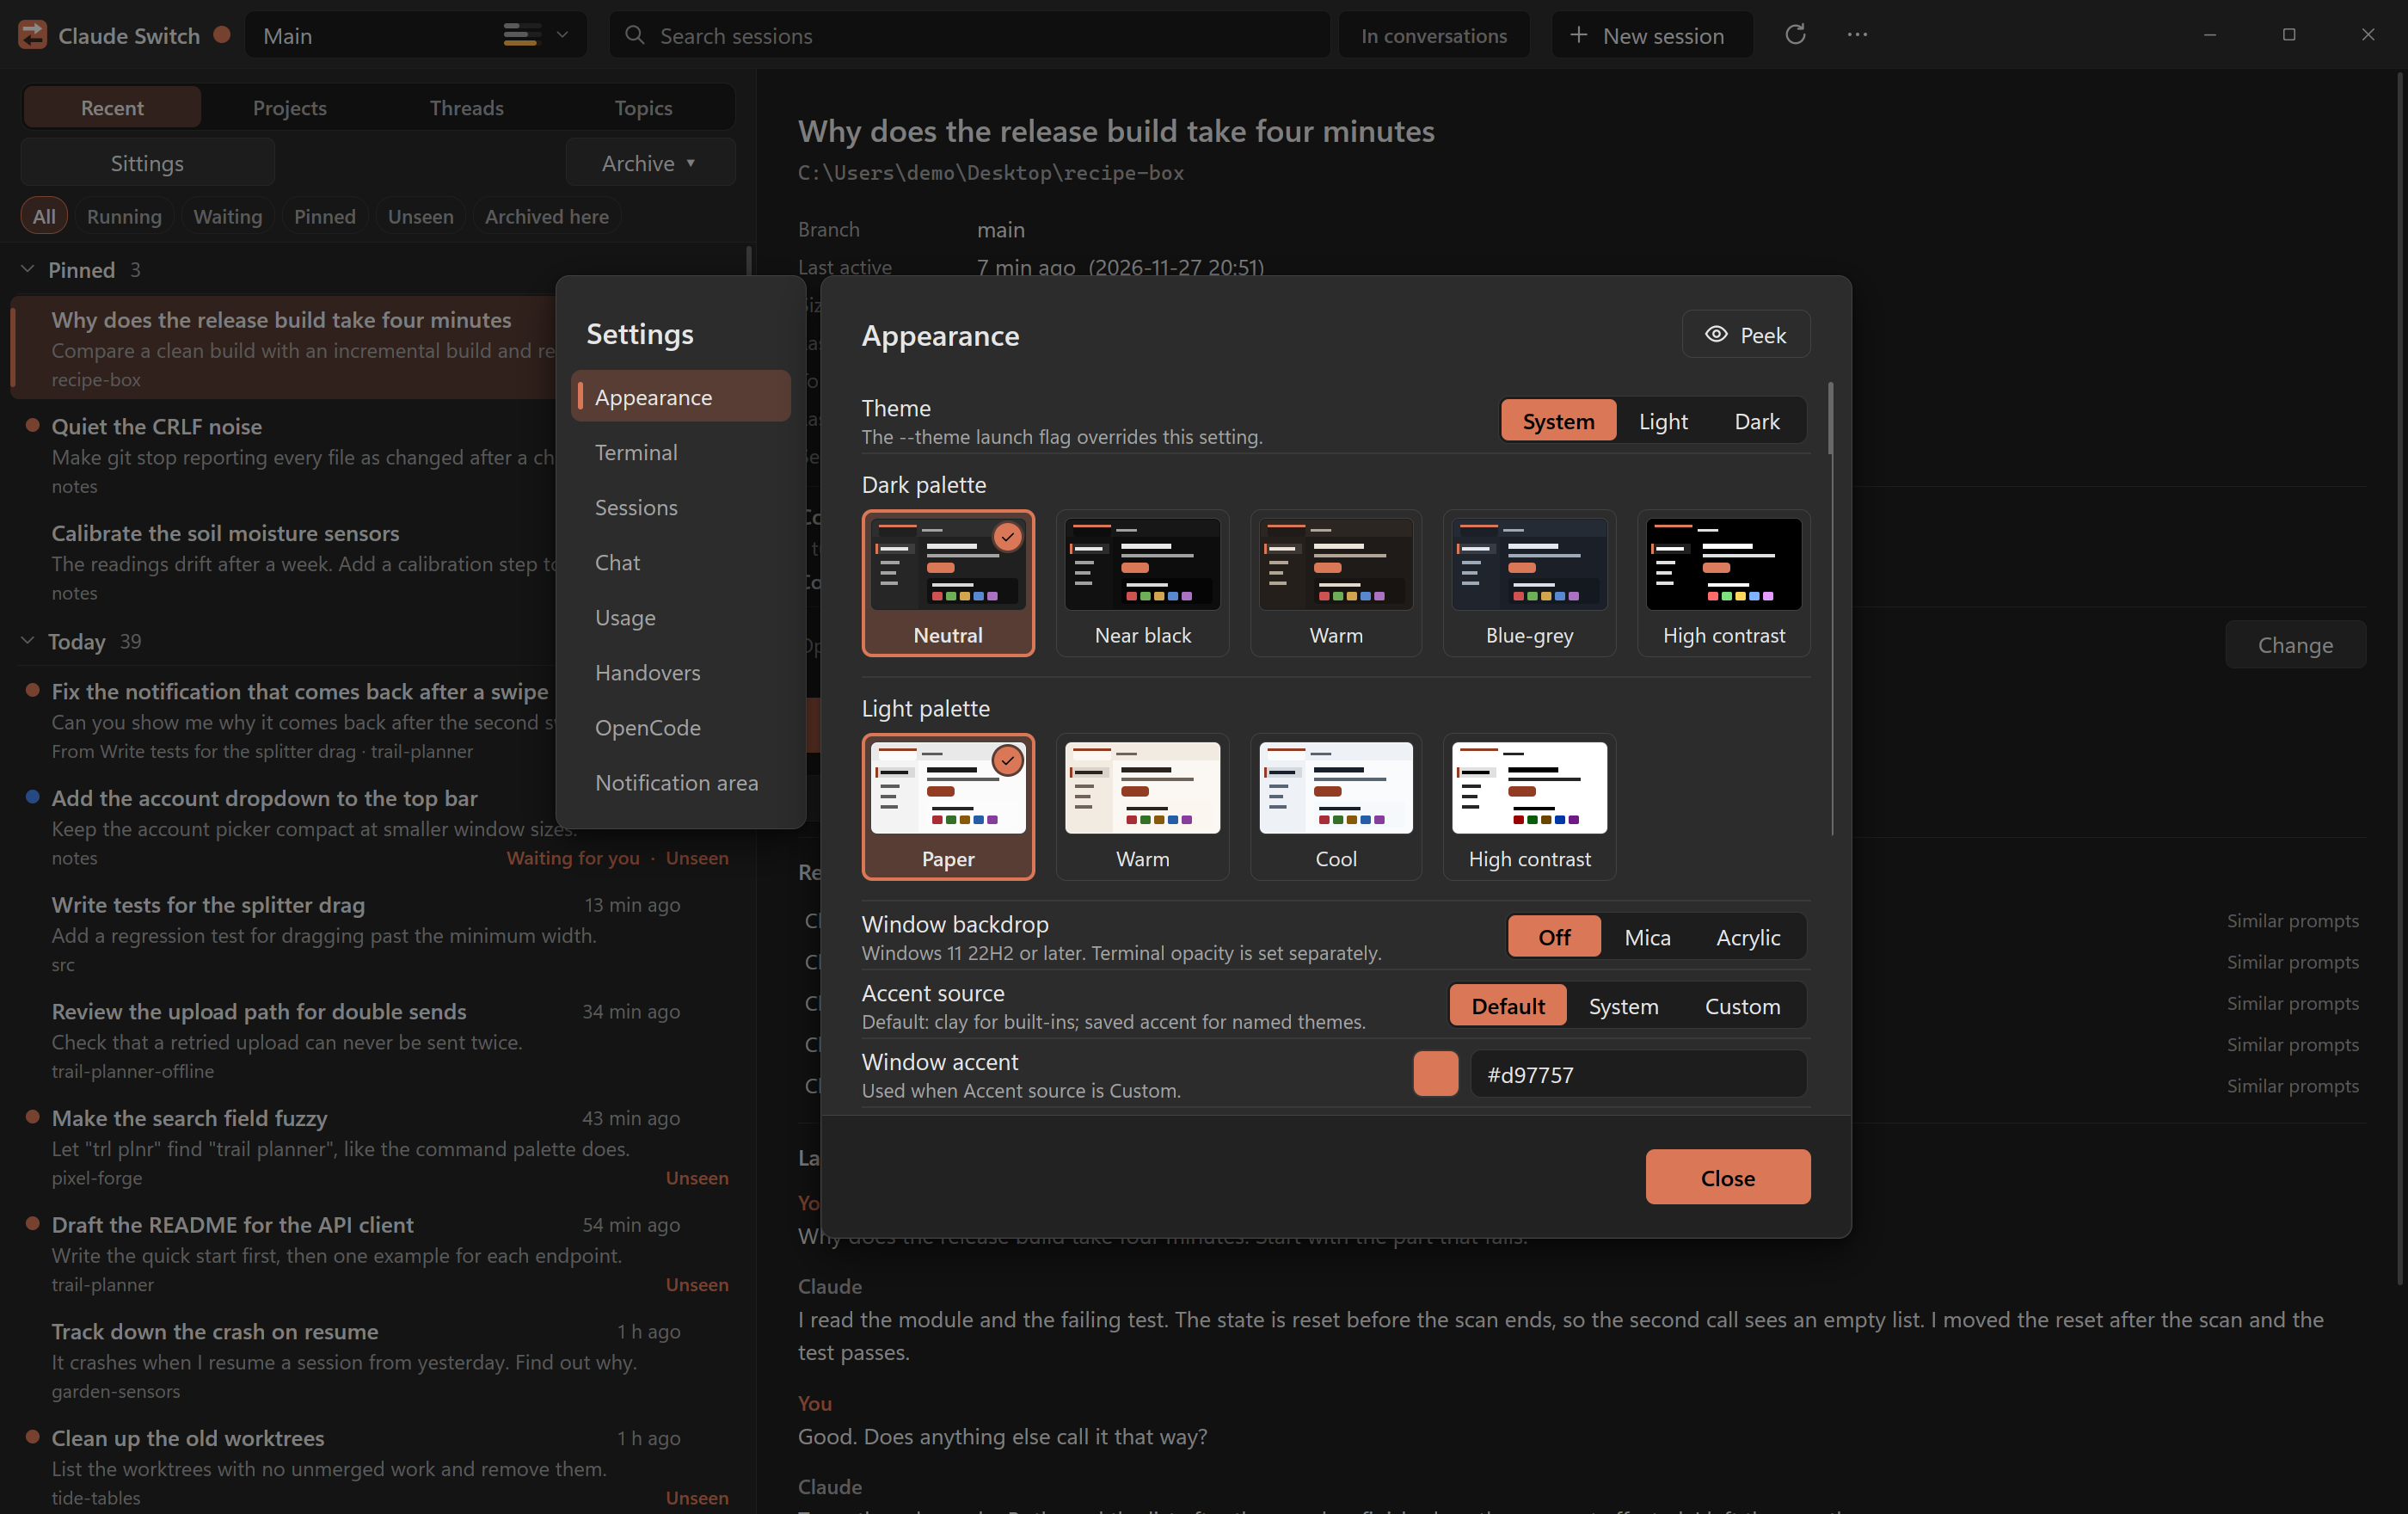 Claude Switch
Main
Search sessions
In conversations
New session
Recent
Projects
Threads
Topics
Sittings
Archive
All
Running
Waiting
Pinned
Unseen
Archived here
Pinned 3
Why does the release build take four minutes
Compare a clean build with an incremental build and re
recipe-box
Quiet the CRLF noise
Make git stop reporting every file as changed after a ch
notes
Calibrate the soil moisture sensors
The readings drift after a week. Add a calibration step to
notes
Today 39
Fix the notification that comes back after a swipe
Can you show me why it comes back after the second s
From Write tests for the splitter drag · trail-planner
Add the account dropdown to the top bar
Keep the account picker compact at smaller window sizes.
notes
Waiting for you · Unseen
Write tests for the splitter drag
13 min ago
Add a regression test for dragging past the minimum width.
src
Review the upload path for double sends
34 min ago
Check that a retried upload can never be sent twice.
trail-planner-offline
Make the search field fuzzy
43 min ago
Let "trl plnr" find "trail planner", like the command palette does.
pixel-forge
Unseen
Draft the README for the API client
54 min ago
Write the quick start first, then one example for each endpoint.
trail-planner
Unseen
Track down the crash on resume
1 h ago
It crashes when I resume a session from yesterday. Find out why.
garden-sensors
Clean up the old worktrees
1 h ago
List the worktrees with no unmerged work and remove them.
tide-tables
Unseen
Why does the release build take four minutes
C:\Users\demo\Desktop\recipe-box
Branch
main
Last active
7 min ago (2026-11-27 20:51)
Change
Similar prompts
Similar prompts
Similar prompts
Similar prompts
Similar prompts
Settings
Appearance
Terminal
Sessions
Chat
Usage
Handovers
OpenCode
Notification area
Appearance
Peek
Theme
The --theme launch flag overrides this setting.
System
Light
Dark
Dark palette
Neutral
Near black
Warm
Blue-grey
High contrast
Light palette
Paper
Warm
Cool
High contrast
Window backdrop
Windows 11 22H2 or later. Terminal opacity is set separately.
Off
Mica
Acrylic
Accent source
Default: clay for built-ins; saved accent for named themes.
Default
System
Custom
Window accent
Used when Accent source is Custom.
#d97757
Close
Why does the release build take four minutes. Start with the part that fails.
Claude
I read the module and the failing test. The state is reset before the scan ends, so the second call sees an empty list. I moved the reset after the scan and the
test passes.
You
Good. Does anything else call it that way?
Claude